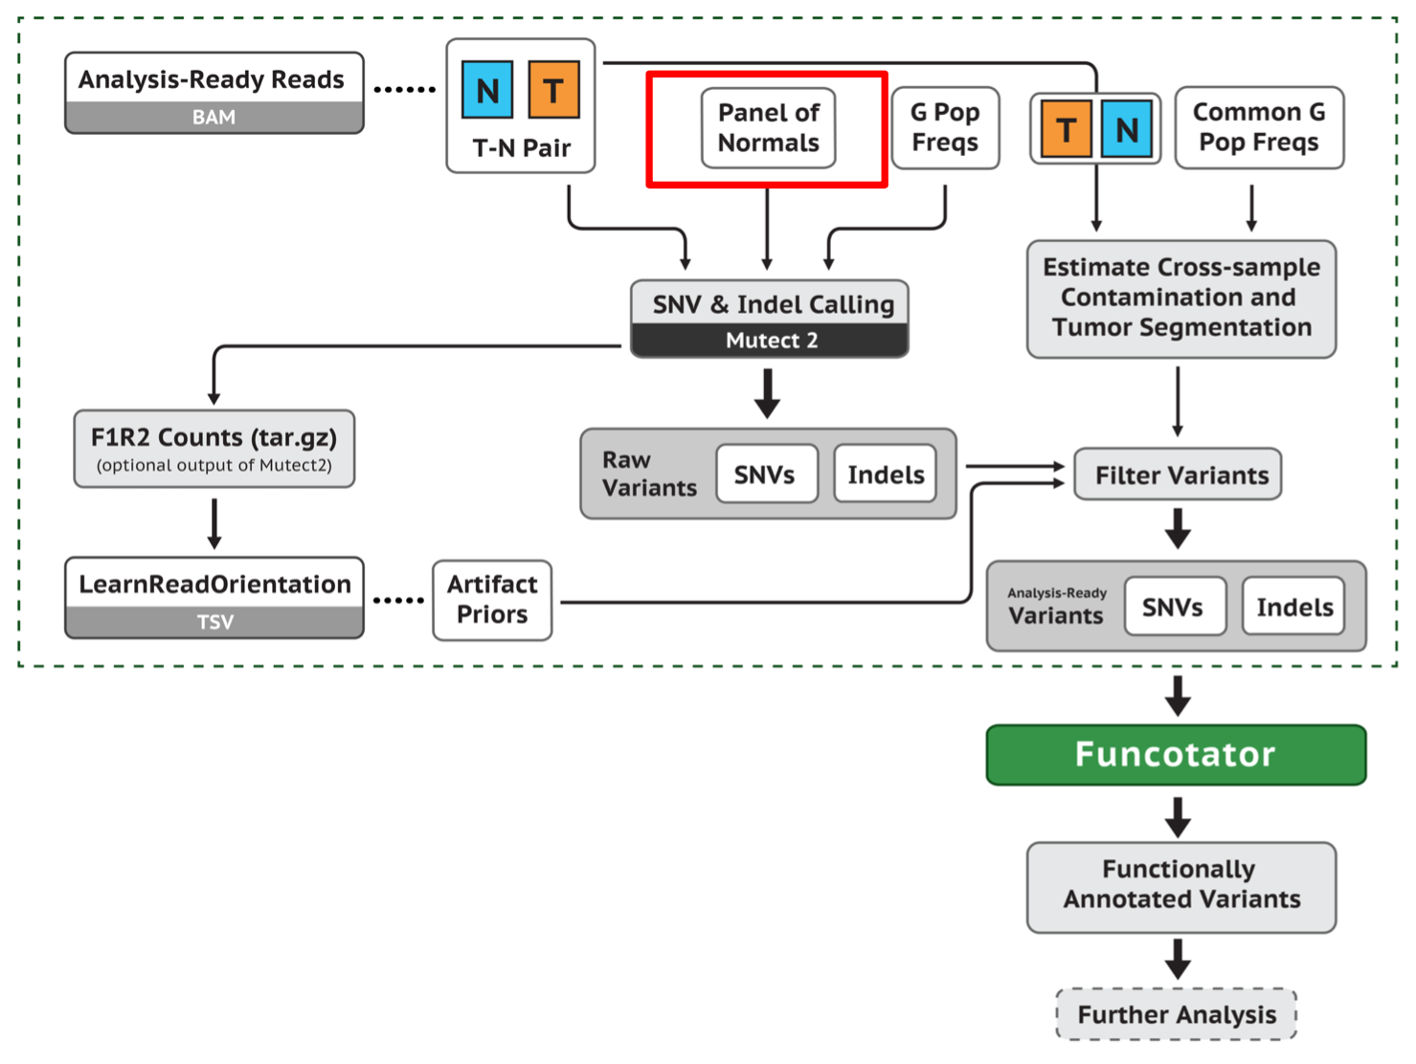 Analysis-Ready Reads
BAM
N T
T-N Pair
Panel of
Normals
G Pop
Freqs
T N
Common G
Pop Freqs
Estimate Cross-sample
Contamination and
Tumor Segmentation
SNV & Indel Calling
Mutect 2
F1R2 Counts (tar.gz)
(optional output of Mutect2)
Raw
Variants
SNVs
Indels
Filter Variants
LearnReadOrientation
TSV
Artifact
Priors
Analysis-Ready
Variants
SNVs
Indels
Funcotator
Functionally
Annotated Variants
Further Analysis